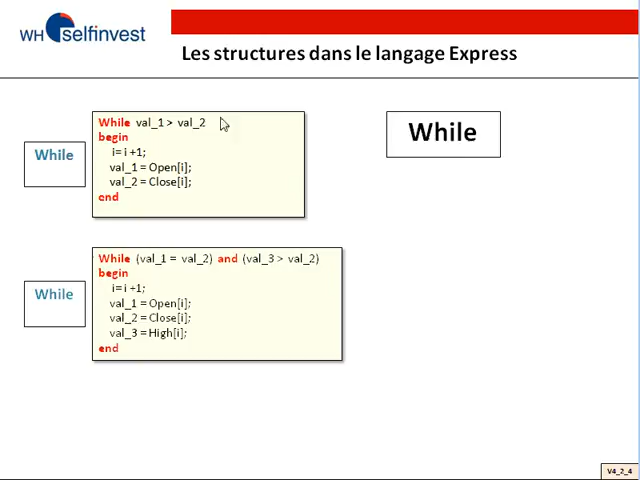 WH selfinvest
Les structures dans le langage Express
While
While val_1 > val_2
begin
i= i +1;
val_1 = Open[i];
val_2 = Close[i];
end
While
While
While (val_1 = val_2) and (val_3 > val_2)
begin
i= i +1;
val_1 = Open[i];
val_2 = Close[i];
val_3 = High[i];
end
V4_2_4